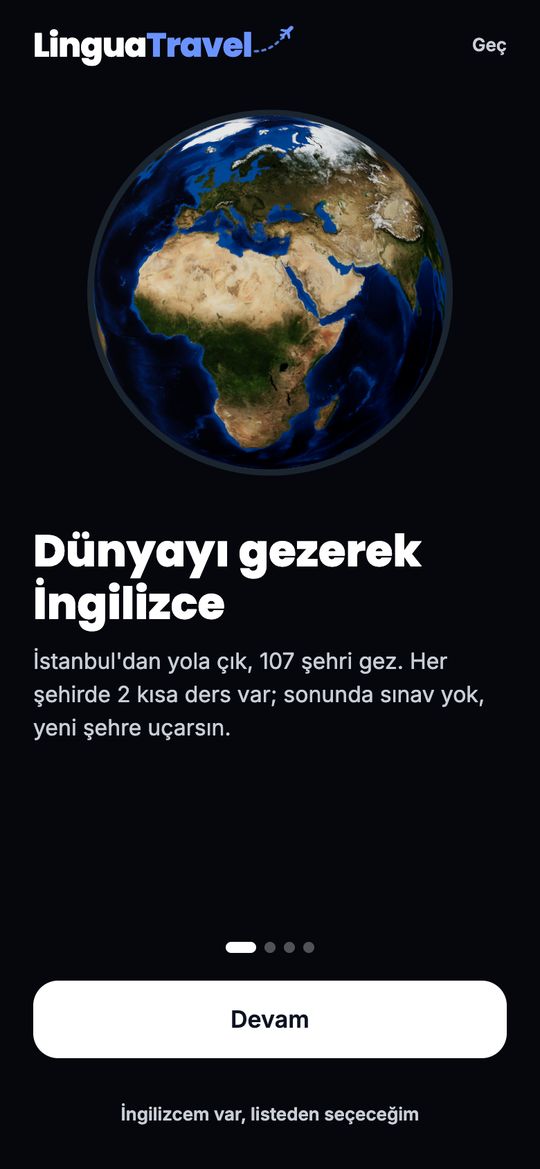 LinguaTravel
Geç
Dünyayı gezerek
İngilizce
İstanbul'dan yola çık, 107 şehri gez. Her
şehirde 2 kısa ders var; sonunda sınav yok,
yeni şehre uçarsın.
Devam
İngilizcem var, listeden seçeceğim